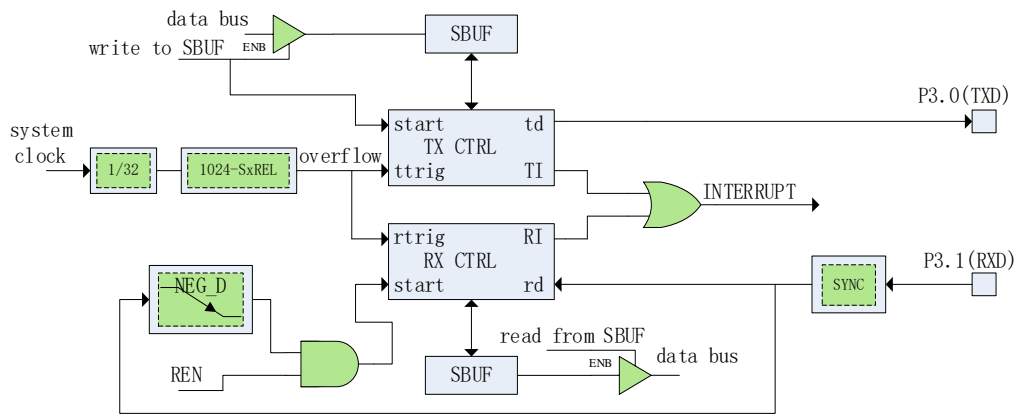 data bus
write to SBUF
ENB
SBUF
P3.0(TXD)
system
clock
1/32
1024-SxREL
overflow
start
td
TX CTRL
ttrig
TI
INTERRUPT
rtrig
RI
RX CTRL
start
rd
P3.1(RXD)
SYNC
NEG_D
REN
read from SBUF
ENB
data bus
SBUF